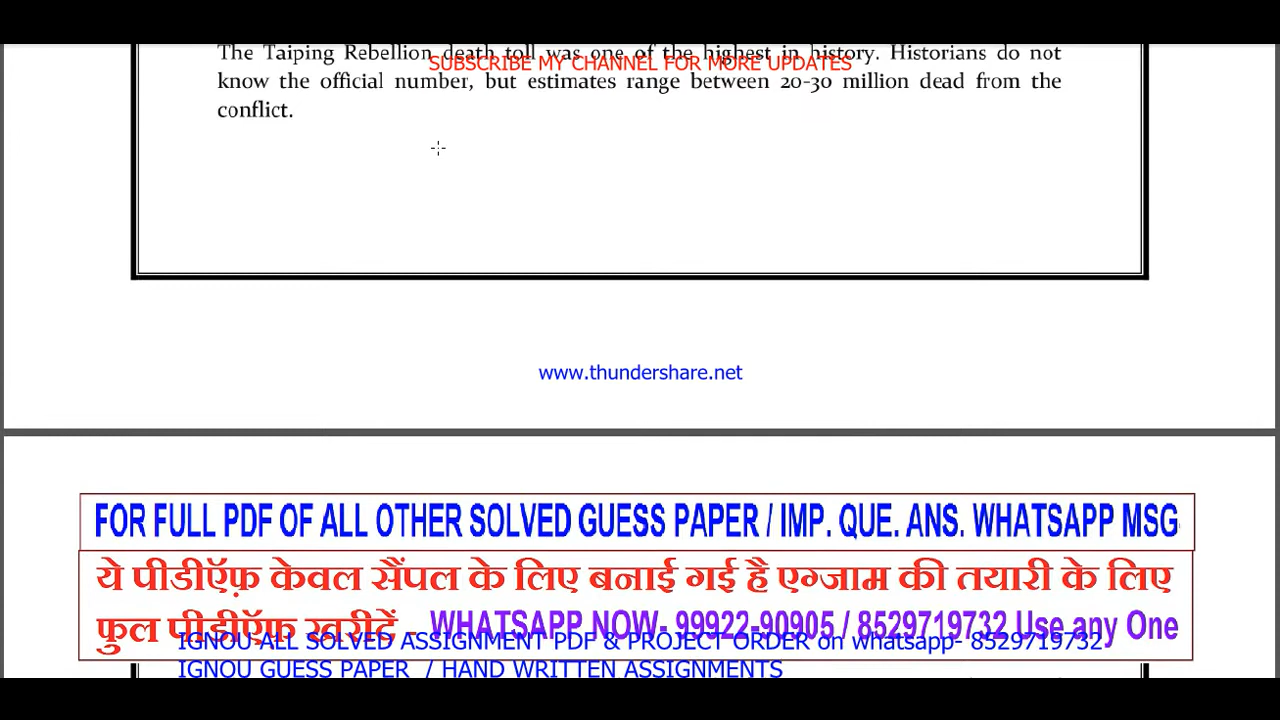 The Taiping Rebellion death toll was one of the highest in history. Historians do not
SUBSCRIBE MY CHANNEL FOR MORE UPDATES
know the official number, but estimates range between 20-30 million dead from the
conflict.
www.thundershare.net
FOR FULL PDF OF ALL OTHER SOLVED GUESS PAPER / IMP. QUE. ANS. WHATSAPP MSG
ये पीडीऍफ़ केवल सैंपल के लिए बनाई गई है एग्जाम की तयारी के लिए
फुल पीडीऍफ़ खरीदें - WHATSAPP NOW- 99922-90905 / 8529719732 Use any One
IGNOU ALL SOLVED ASSIGNMENT PDF & PROJECT ORDER on whatsapp- 8529719732
IGNOU GUESS PAPER / HAND WRITTEN ASSIGNMENTS